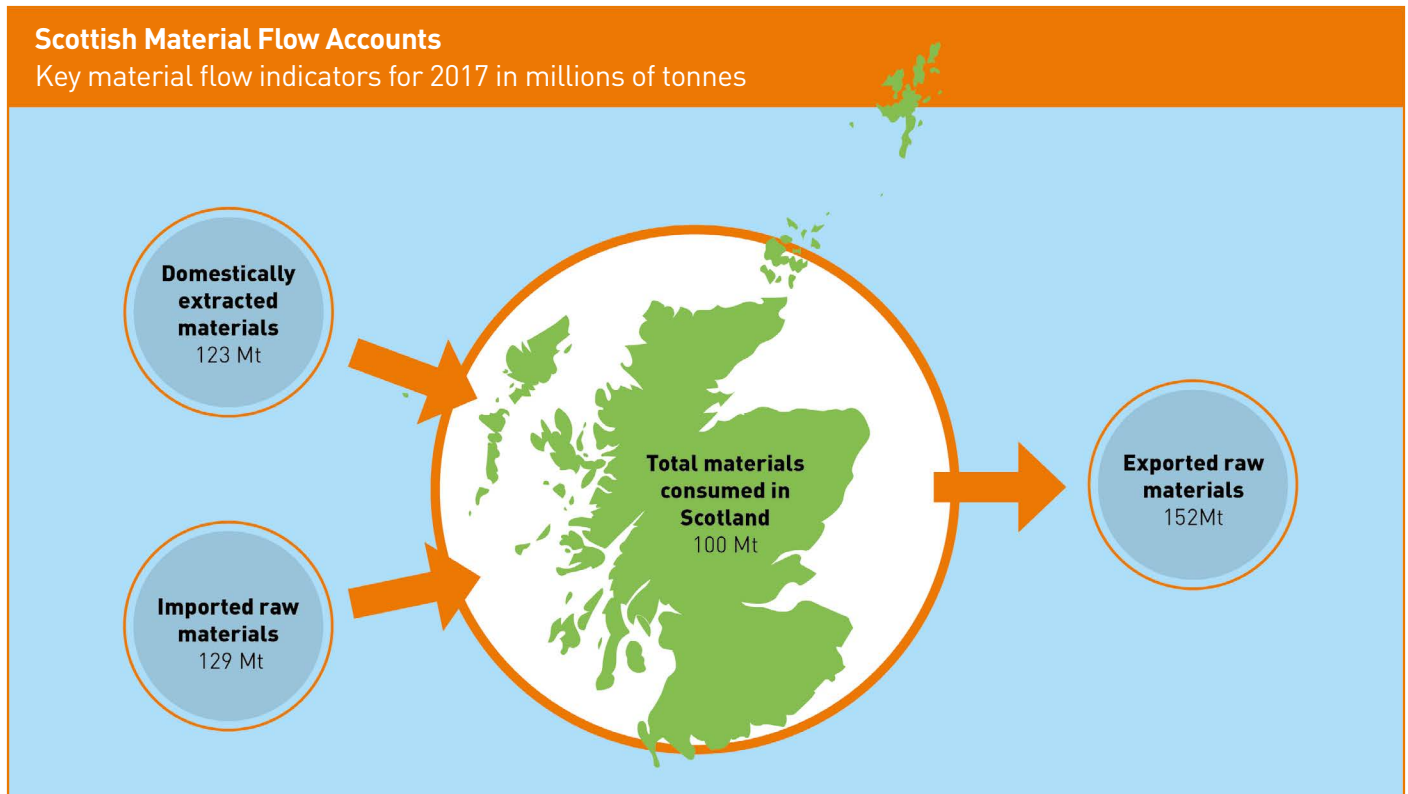 Scottish Material Flow Accounts
Key material flow indicators for 2017 in millions of tonnes
Domestically
extracted
materials
123 Mt
Imported raw
materials
129 Mt
Total materials
consumed in
Scotland
100 Mt
Exported raw
materials
152Mt